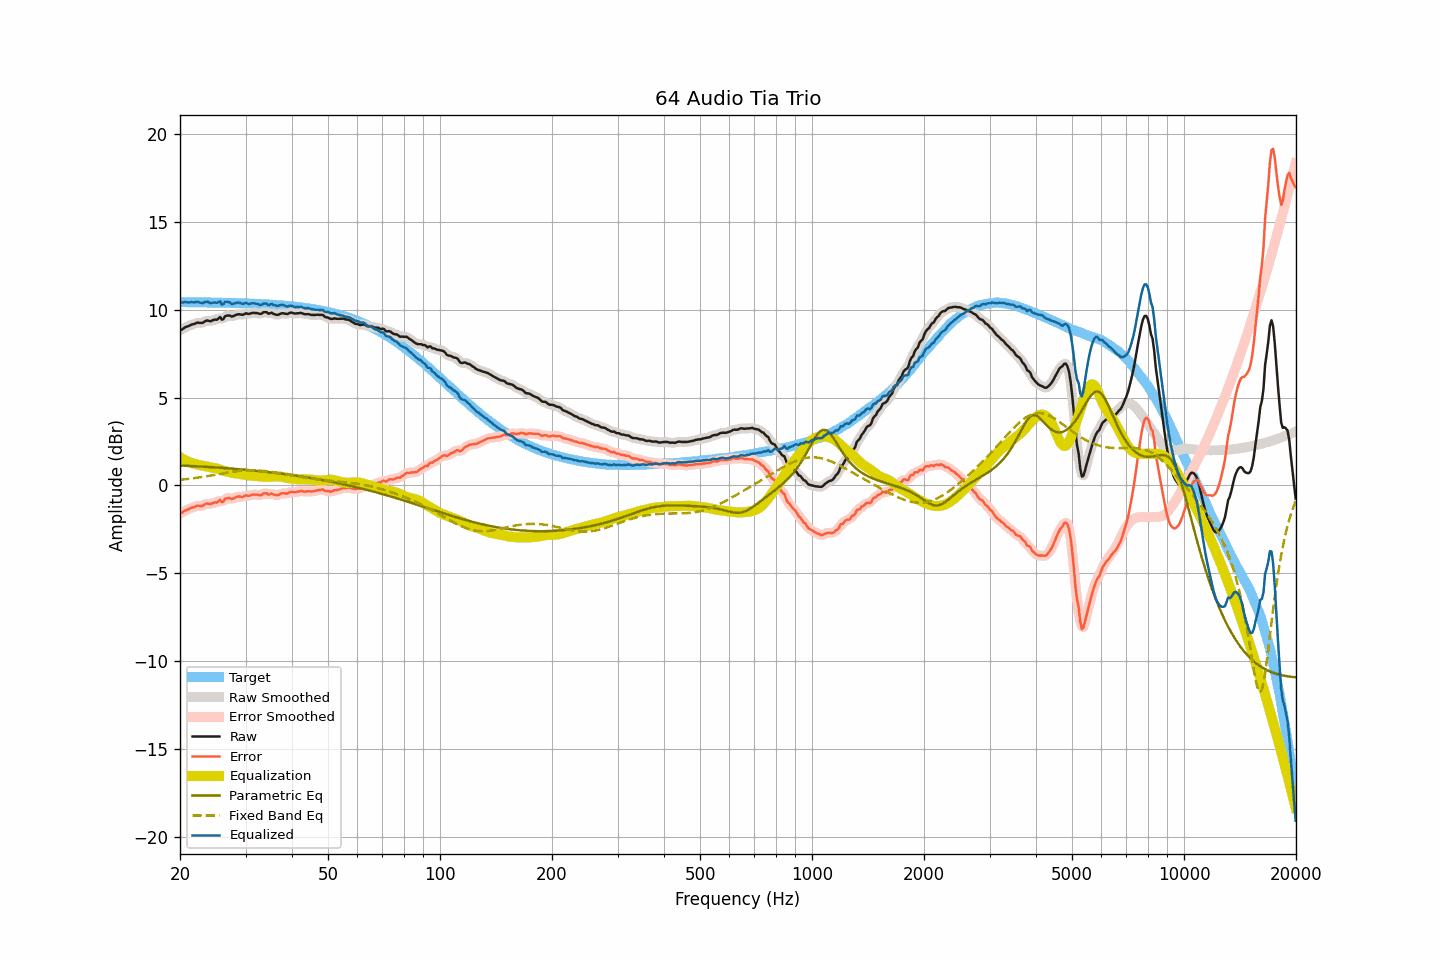 64 Audio Tia Trio
20
15
10
5
0
−5
−10
−15
−20
Amplitude (dBr)
Target
Raw Smoothed
Error Smoothed
Raw
Error
Equalization
Parametric Eq
Fixed Band Eq
Equalized
20 50 100 200 500 1000 2000 5000 10000 20000
Frequency (Hz)